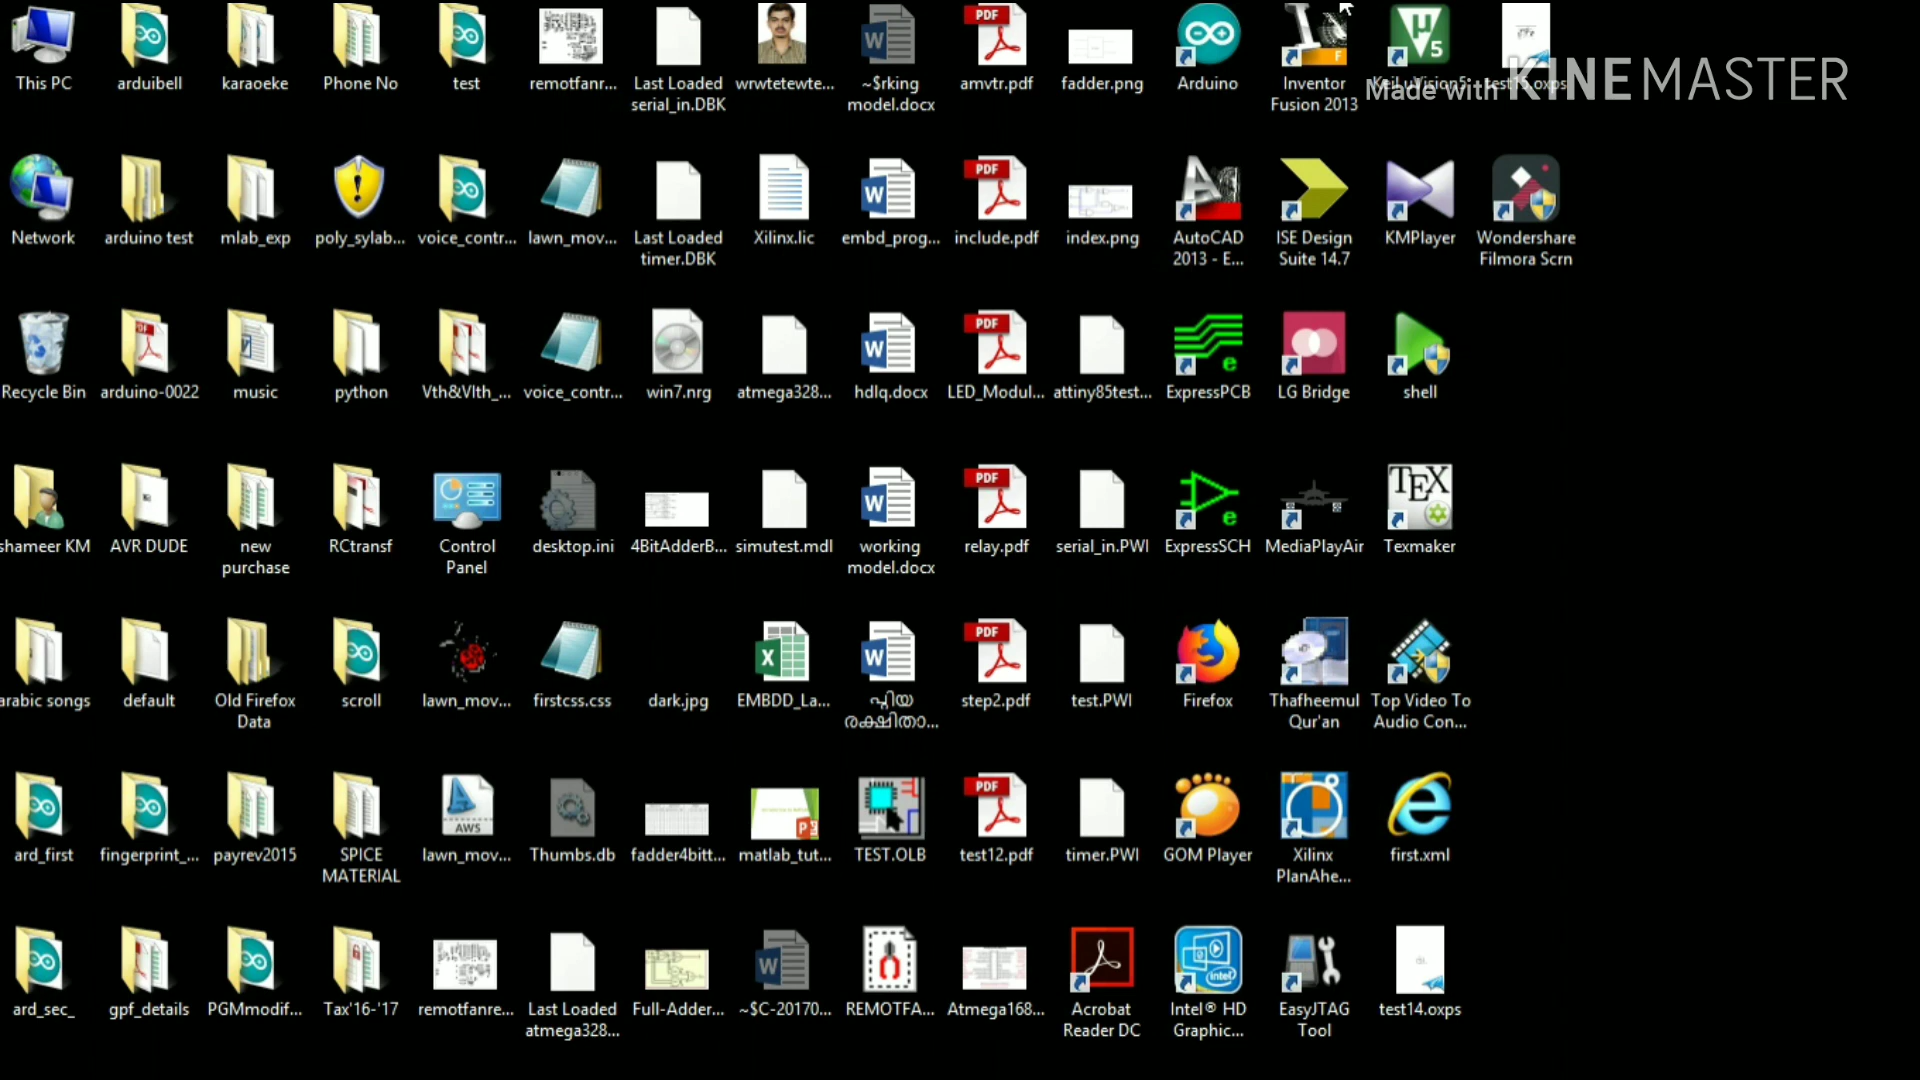 This PC
arduibell
karaoeke
Phone No
test
remotfanr...
Last Loaded
serial_in.DBK
wrwtetewte...
~$rking
model.docx
amvtr.pdf
fadder.png
Arduino
Inventor
Fusion 2013
Keil uVision5
test15.oxps
Made with KINEMASTER
Network
arduino test
mlab_exp
poly_sylab...
voice_contr...
lawn_mov...
Last Loaded
timer.DBK
Xilinx.lic
embd_prog...
include.pdf
index.png
AutoCAD
2013 - E...
ISE Design
Suite 14.7
KMPlayer
Wondershare
Filmora Scrn
Recycle Bin
arduino-0022
music
python
Vth&VIth_...
voice_contr...
win7.nrg
atmega328...
hdlq.docx
LED_Modul...
attiny85test...
ExpressPCB
LG Bridge
shell
shameer KM
AVR DUDE
new
purchase
RCtransf
Control
Panel
desktop.ini
4BitAdderB...
simutest.mdl
working
model.docx
relay.pdf
serial_in.PWI
ExpressSCH
MediaPlayAir
Texmaker
arabic songs
default
Old Firefox
Data
scroll
lawn_mov...
firstcss.css
dark.jpg
EMBDD_La...
പ്രിയ
രക്ഷിതാ...
step2.pdf
test.PWI
Firefox
Thafheemul
Qur'an
Top Video To
Audio Con...
ard_first
fingerprint_...
payrev2015
SPICE
MATERIAL
lawn_mov...
Thumbs.db
fadder4bitt...
matlab_tut...
TEST.OLB
test12.pdf
timer.PWI
GOM Player
Xilinx
PlanAhe...
first.xml
ard_sec_
gpf_details
PGMmodif...
Tax'16-'17
remotfanre...
Last Loaded
atmega328...
Full-Adder...
~$C-20170...
REMOTFA...
Atmega168...
Acrobat
Reader DC
Intel® HD
Graphic...
EasyJTAG
Tool
test14.oxps